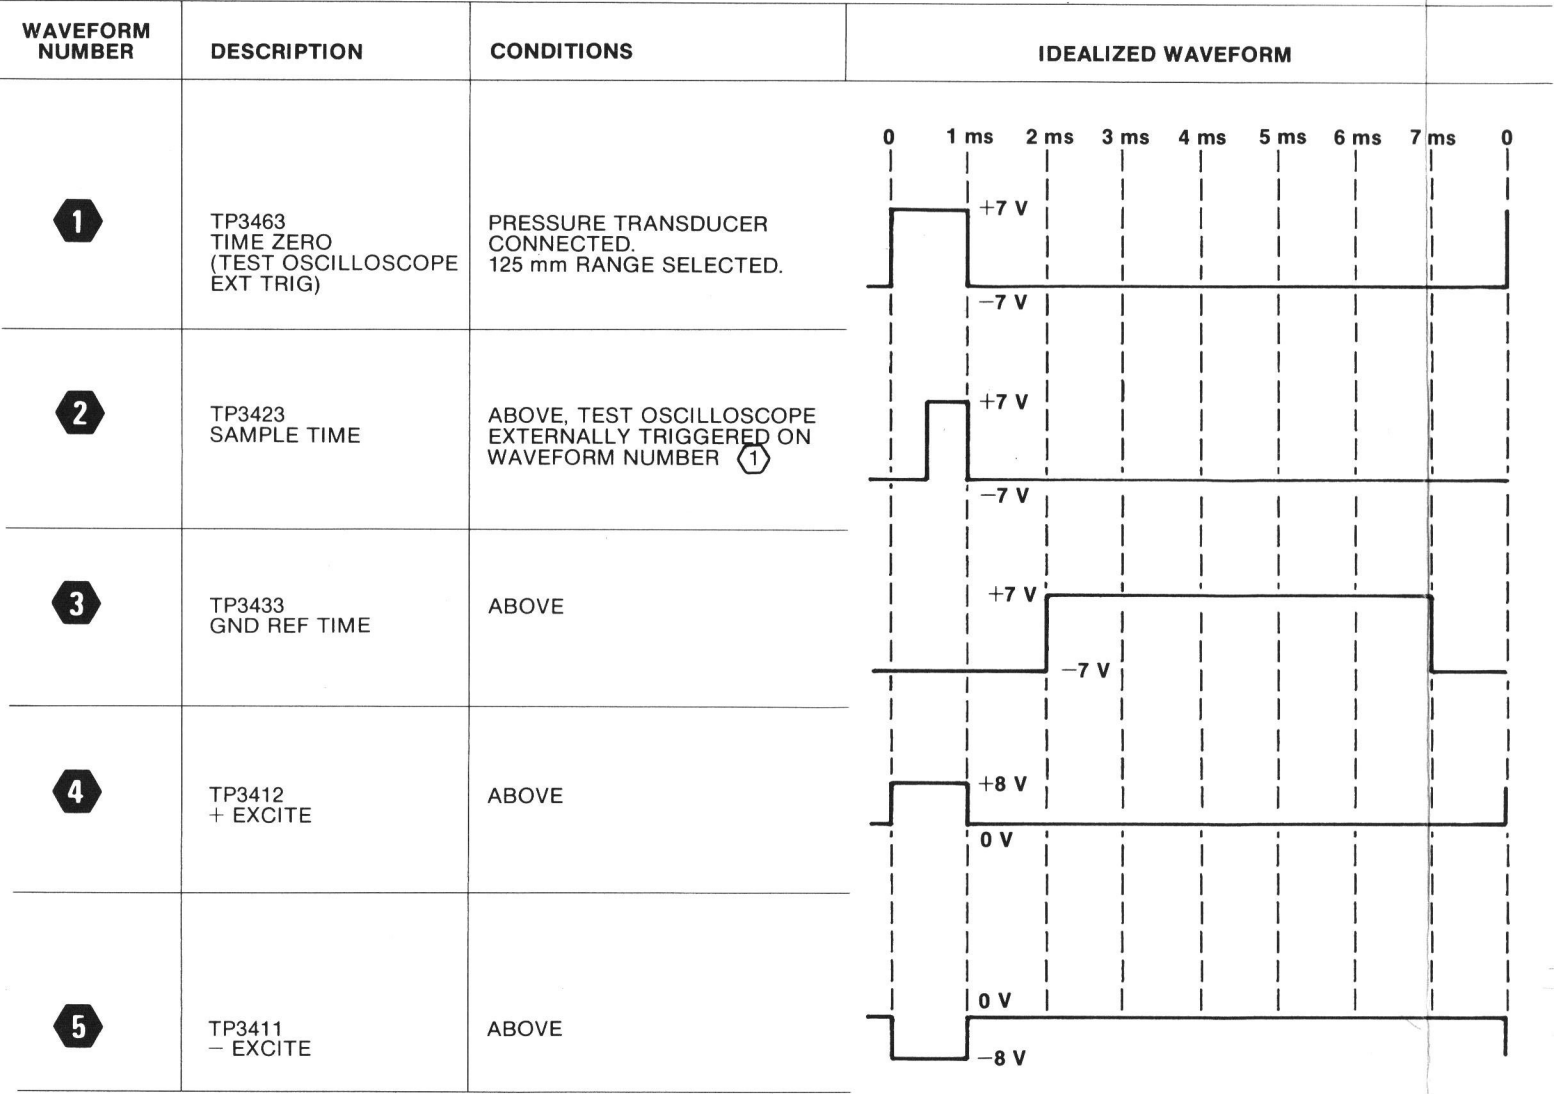 WAVEFORM
NUMBER
DESCRIPTION
CONDITIONS
IDEALIZED WAVEFORM
0 1 ms 2 ms 3 ms 4 ms 5 ms 6 ms 7 ms 0
1
TP3463
TIME ZERO
(TEST OSCILLOSCOPE
EXT TRIG)
PRESSURE TRANSDUCER
CONNECTED.
125 mm RANGE SELECTED.
+7 V
−7 V
2
TP3423
SAMPLE TIME
ABOVE, TEST OSCILLOSCOPE
EXTERNALLY TRIGGERED ON
WAVEFORM NUMBER 1
+7 V
−7 V
3
TP3433
GND REF TIME
ABOVE
+7 V
−7 V
4
TP3412
+ EXCITE
ABOVE
+8 V
0 V
5
TP3411
− EXCITE
ABOVE
0 V
−8 V